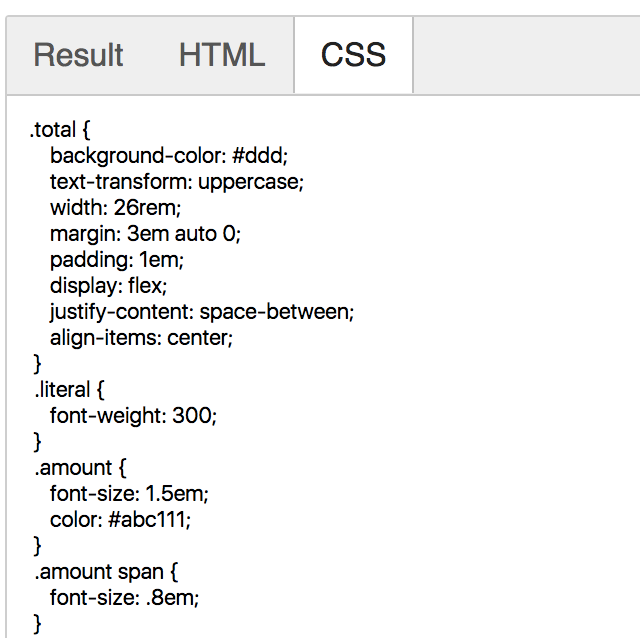 Result HTML CSS
.total {
background-color: #ddd;
text-transform: uppercase;
width: 26rem;
margin: 3em auto 0;
padding: 1em;
display: flex;
justify-content: space-between;
align-items: center;
}
.literal {
font-weight: 300;
}
.amount {
font-size: 1.5em;
color: #abc111;
}
.amount span {
font-size: .8em;
}